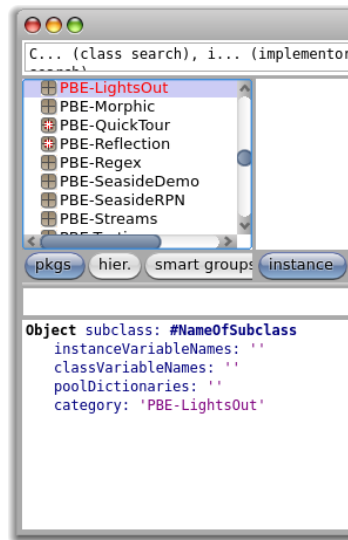 C... (class search), i... (implementor
search)
PBE-LightsOut
PBE-Morphic
PBE-QuickTour
PBE-Reflection
PBE-Regex
PBE-SeasideDemo
PBE-SeasideRPN
PBE-Streams
pkgs hier. smart groups instance
Object subclass: #NameOfSubclass
instanceVariableNames: ''
classVariableNames: ''
poolDictionaries: ''
category: 'PBE-LightsOut'